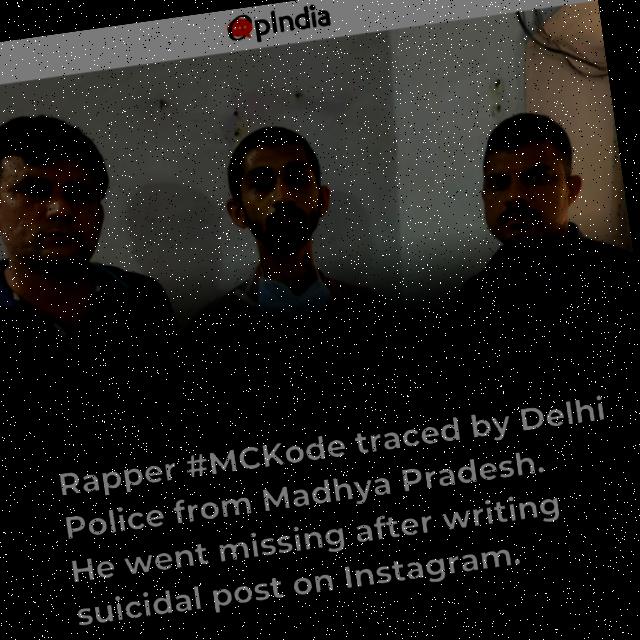 OpIndia
Rapper #MCKode traced by Delhi
Police from Madhya Pradesh.
He went missing after writing
suicidal post on Instagram.